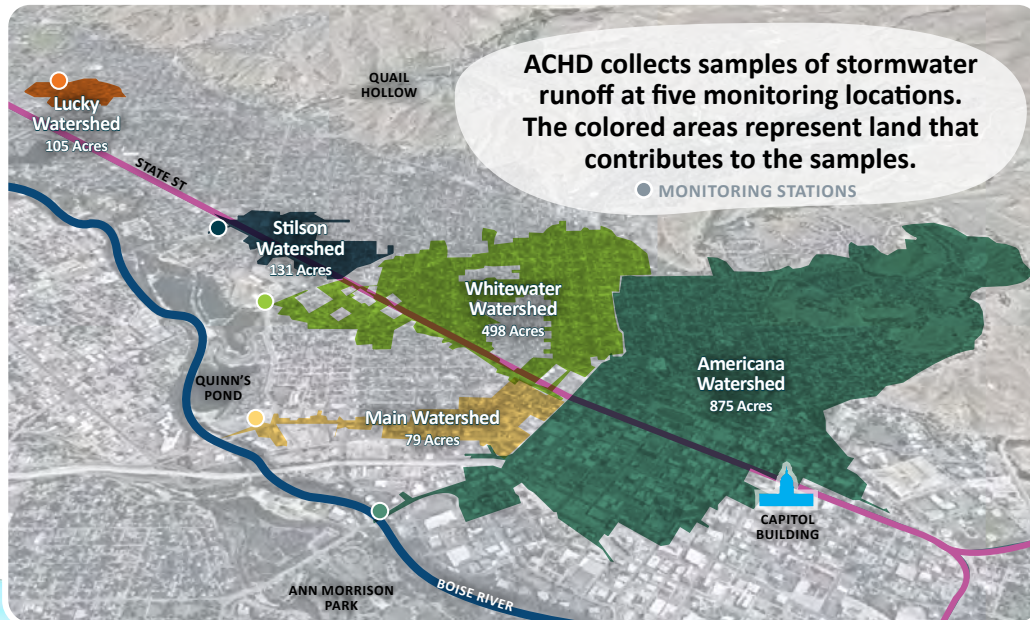 ACHD collects samples of stormwater
runoff at five monitoring locations.
The colored areas represent land that
contributes to the samples.
MONITORING STATIONS
QUAIL
HOLLOW
Lucky
Watershed
105 Acres
STATE ST
Stilson
Watershed
131 Acres
Whitewater
Watershed
498 Acres
Americana
Watershed
875 Acres
QUINN'S
POND
Main Watershed
79 Acres
CAPITOL
BUILDING
ANN MORRISON
PARK
BOISE RIVER